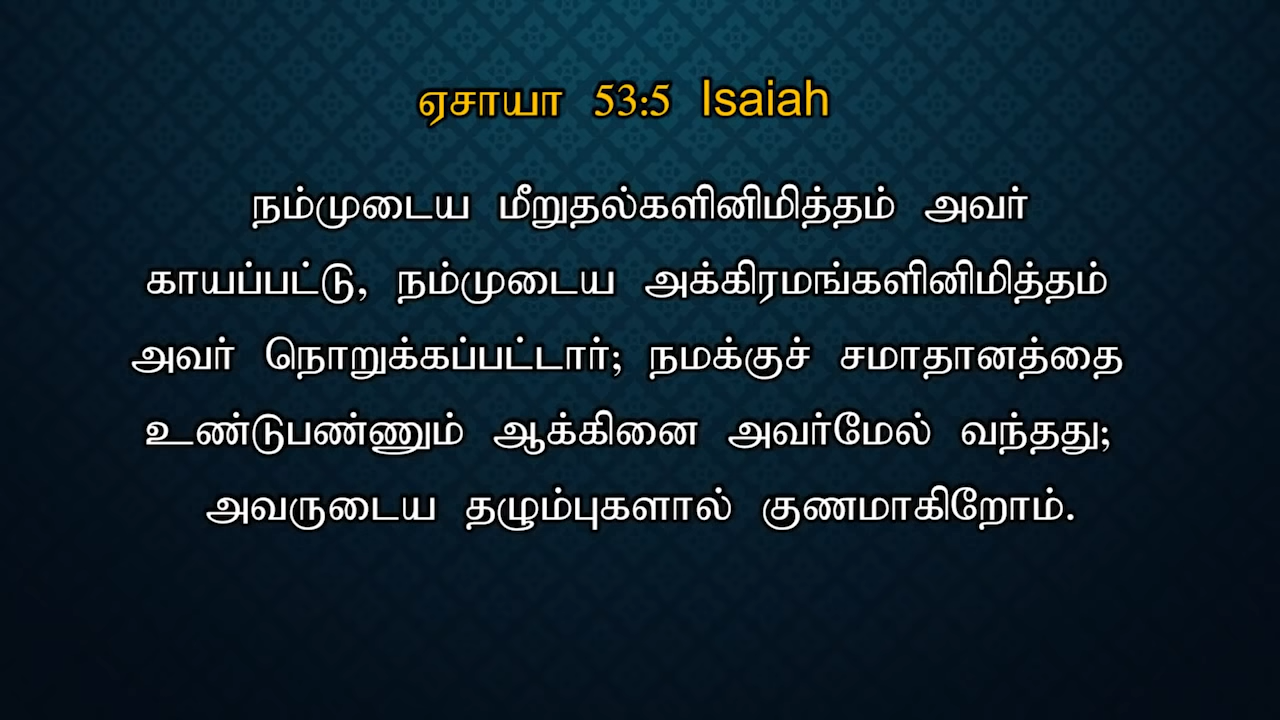 ஏசாயா 53:5 Isaiah
நம்முடைய மீறுதல்களினிமித்தம் அவர்
காயப்பட்டு, நம்முடைய அக்கிரமங்களினிமித்தம்
அவர் நொறுக்கப்பட்டார்; நமக்குச் சமாதானத்தை
உண்டுபண்ணும் ஆக்கினை அவர்மேல் வந்தது;
அவருடைய தழும்புகளால் குணமாகிறோம்.